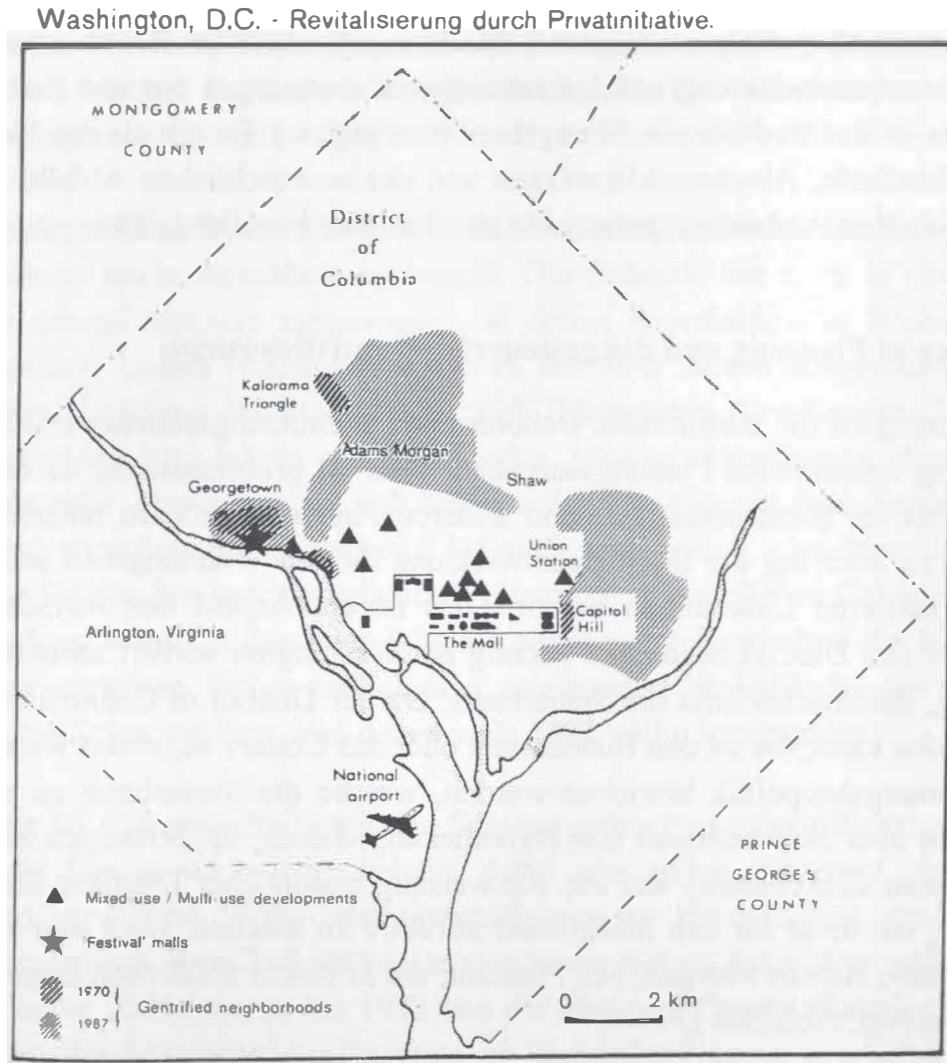 Washington, D.C. - Revitalisierung durch Privatinitiative.
MONTGOMERY
COUNTY
District
of
Columbia
Kalorama
Triangle
Adams Morgan
Georgetown
Shaw
Union
Station
Arlington, Virginia
Capitol
Hill
The Mall
National
airport
PRINCE
GEORGES
COUNTY
Mixed use / Multi use developments
'Festival' malls
1970
Gentrified neighborhoods
1987
0 2 km